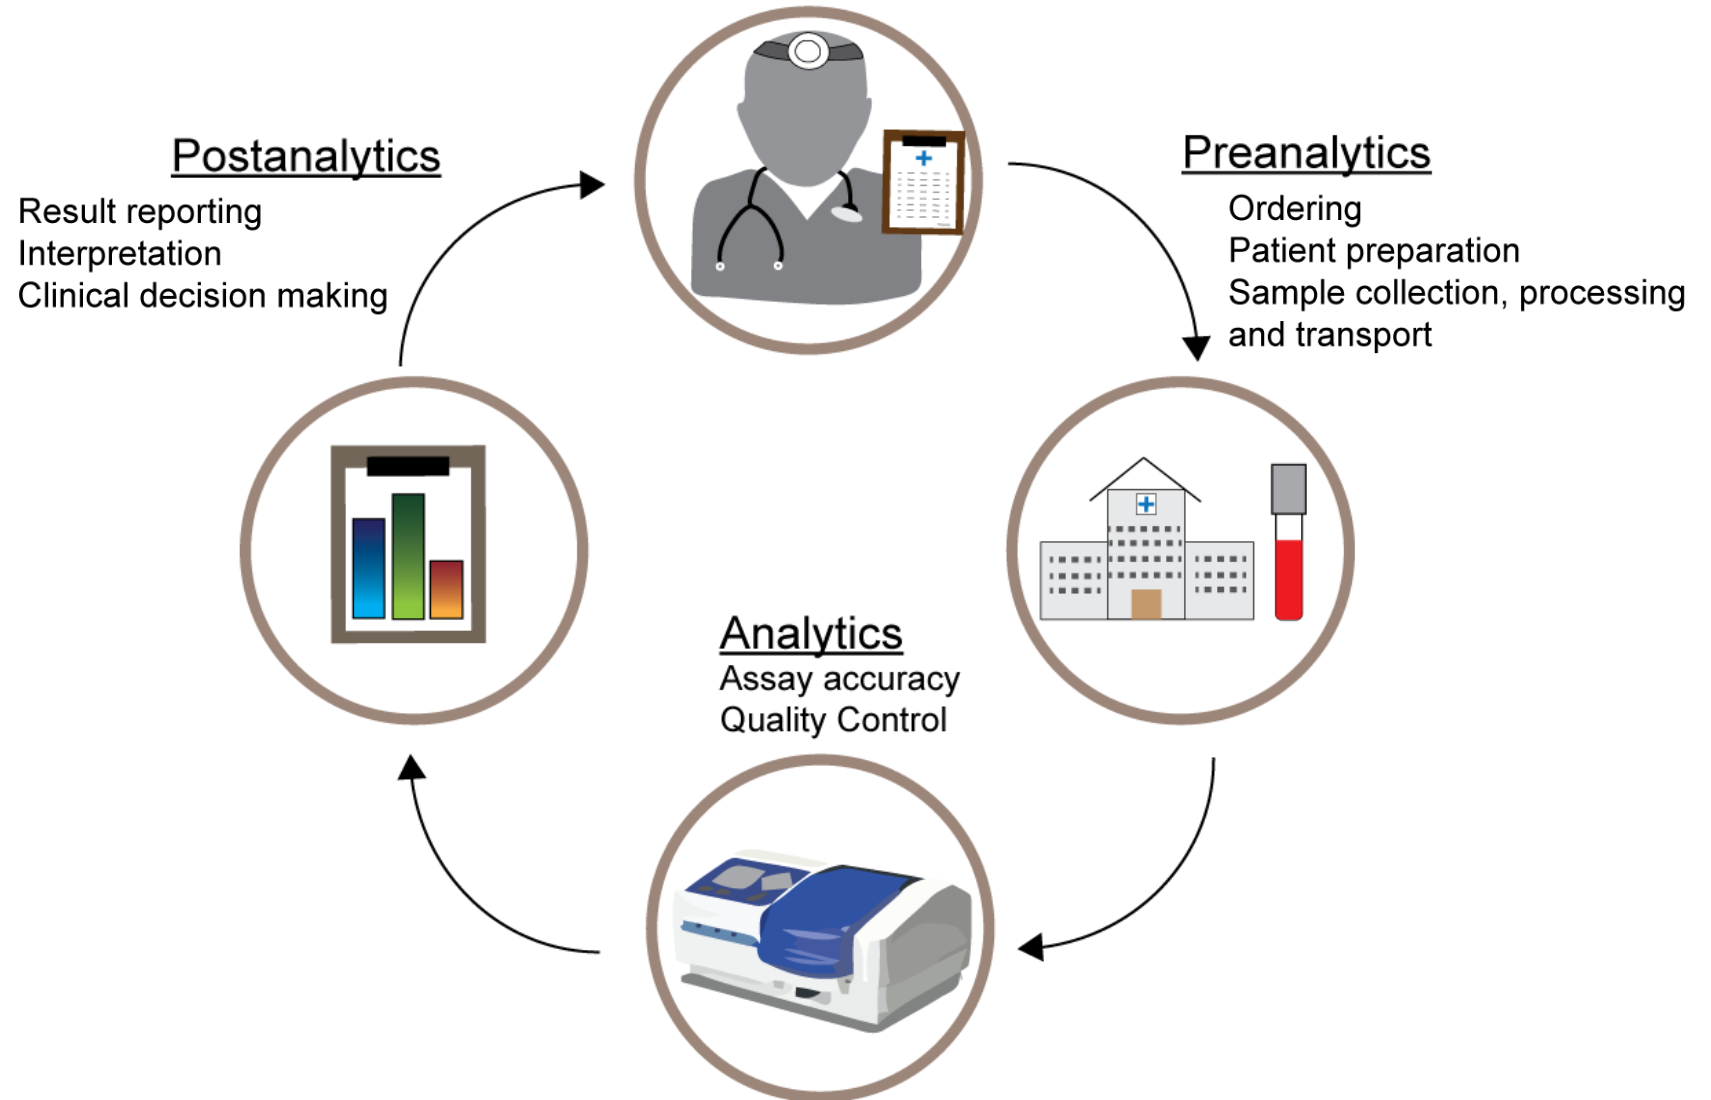 Postanalytics
Result reporting
Interpretation
Clinical decision making
Preanalytics
Ordering
Patient preparation
Sample collection, processing
and transport
Analytics
Assay accuracy
Quality Control